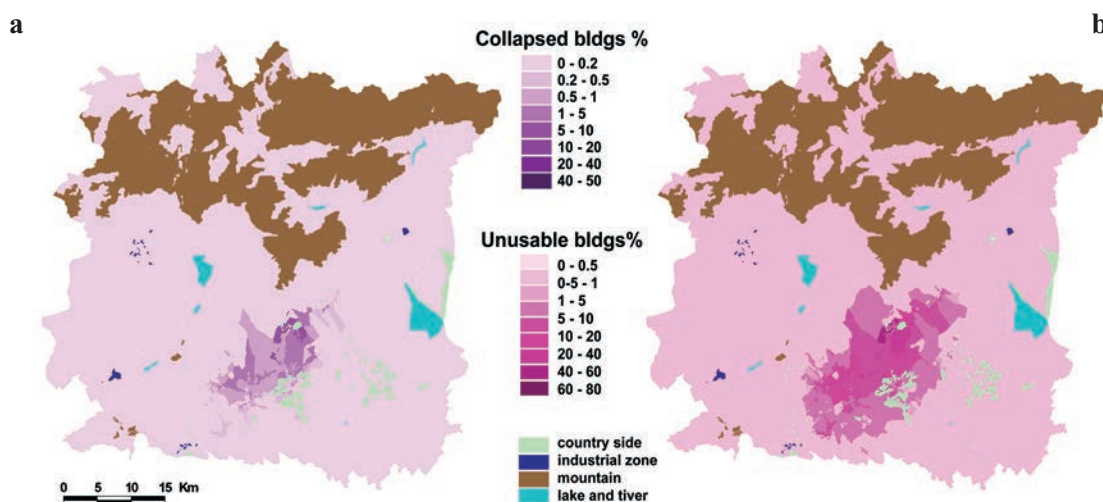 a
b
Collapsed bldgs %
0 - 0.2
0.2 - 0.5
0.5 - 1
1 - 5
5 - 10
10 - 20
20 - 40
40 - 50
Unusable bldgs%
0 - 0.5
0-5 - 1
1 - 5
5 - 10
10 - 20
20 - 40
40 - 60
60 - 80
country side
industrial zone
mountain
lake and tiver
0 5 10 15 Km